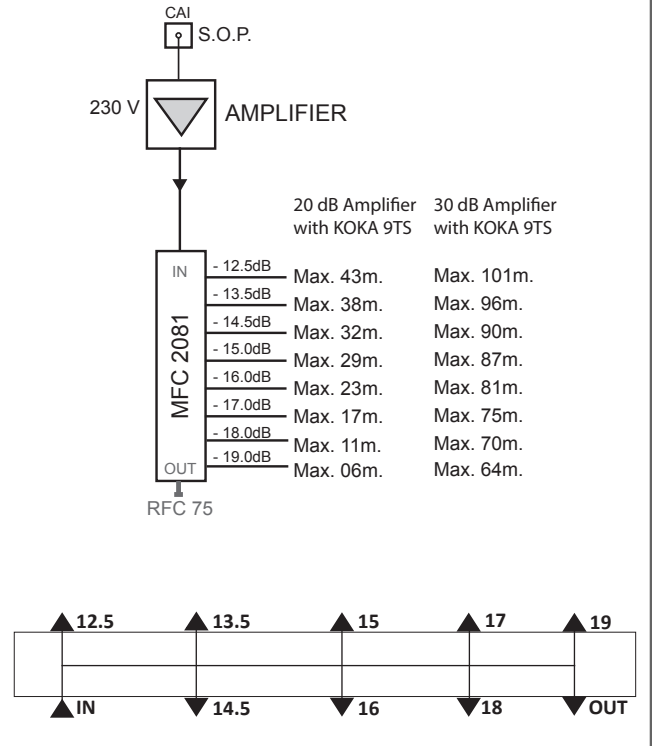 CAI
S.O.P.
230 V
AMPLIFIER
20 dB Amplifier
with KOKA 9TS
30 dB Amplifier
with KOKA 9TS
IN
MFC 2081
OUT
RFC 75
- 12.5dB Max. 43m. Max. 101m.
- 13.5dB Max. 38m. Max. 96m.
- 14.5dB Max. 32m. Max. 90m.
- 15.0dB Max. 29m. Max. 87m.
- 16.0dB Max. 23m. Max. 81m.
- 17.0dB Max. 17m. Max. 75m.
- 18.0dB Max. 11m. Max. 70m.
- 19.0dB Max. 06m. Max. 64m.
12.5 13.5 15 17 19
IN 14.5 16 18 OUT